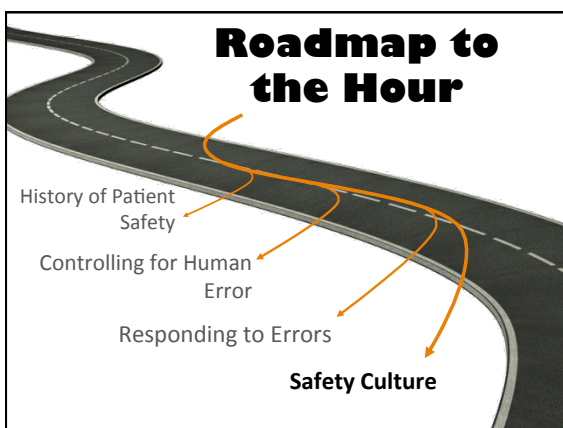 Roadmap to
the Hour
History of Patient
Safety
Controlling for Human
Error
Responding to Errors
Safety Culture